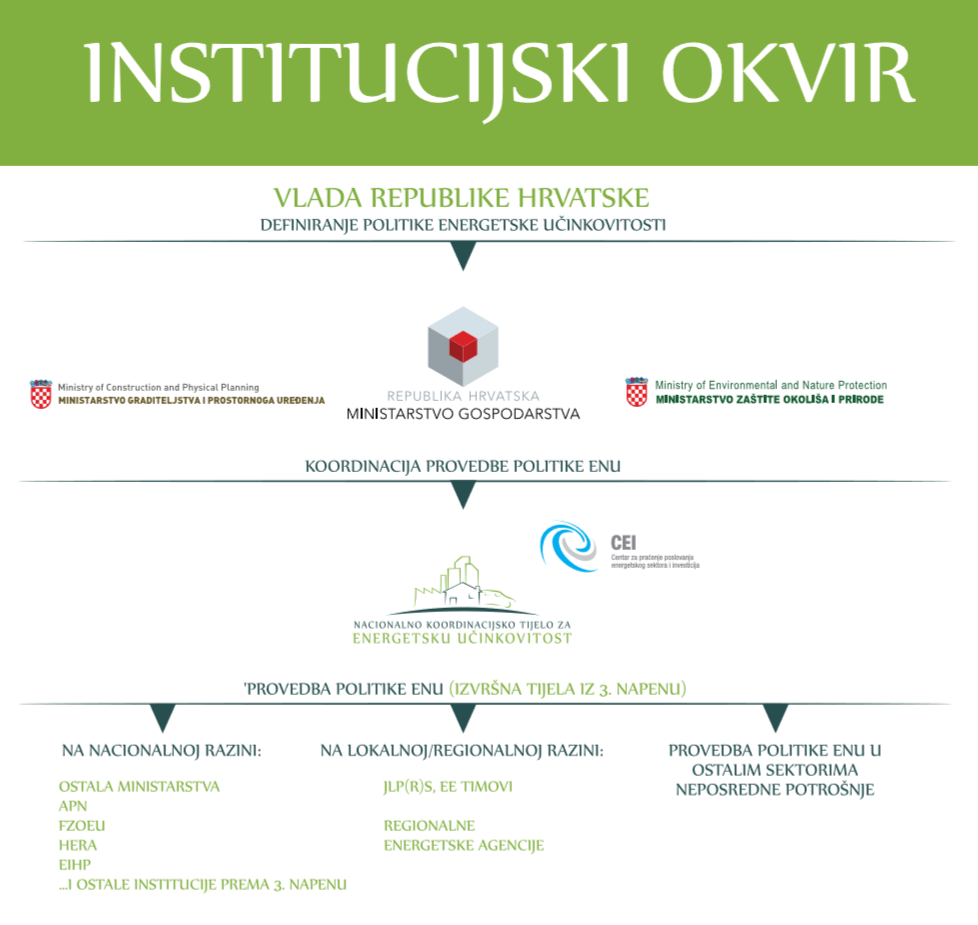 INSTITUCIJSKI OKVIR
VLADA REPUBLIKE HRVATSKE
DEFINIRANJE POLITIKE ENERGETSKE UČINKOVITOSTI
Ministry of Construction and Physical Planning
MINISTARSTVO GRADITELJSTVA I PROSTORNOGA UREĐENJA
REPUBLIKA HRVATSKA
MINISTARSTVO GOSPODARSTVA
Ministry of Environmental and Nature Protection
MINISTARSTVO ZAŠTITE OKOLIŠA I PRIRODE
KOORDINACIJA PROVEDBE POLITIKE ENU
CEI
Centar za praćenje poslovanja
energetskog sektora i investicija
NACIONALNO KOORDINACIJSKO TIJELO ZA
ENERGETSKU UČINKOVITOST
'PROVEDBA POLITIKE ENU (IZVRŠNA TIJELA IZ 3. NAPENU)
NA NACIONALNOJ RAZINI:
OSTALA MINISTARSTVA
APN
FZOEU
HERA
EIHP
...I OSTALE INSTITUCIJE PREMA 3. NAPENU
NA LOKALNOJ/REGIONALNOJ RAZINI:
JLP(R)S, EE TIMOVI
REGIONALNE
ENERGETSKE AGENCIJE
PROVEDBA POLITIKE ENU U
OSTALIM SEKTORIMA
NEPOSREDNE POTROŠNJE